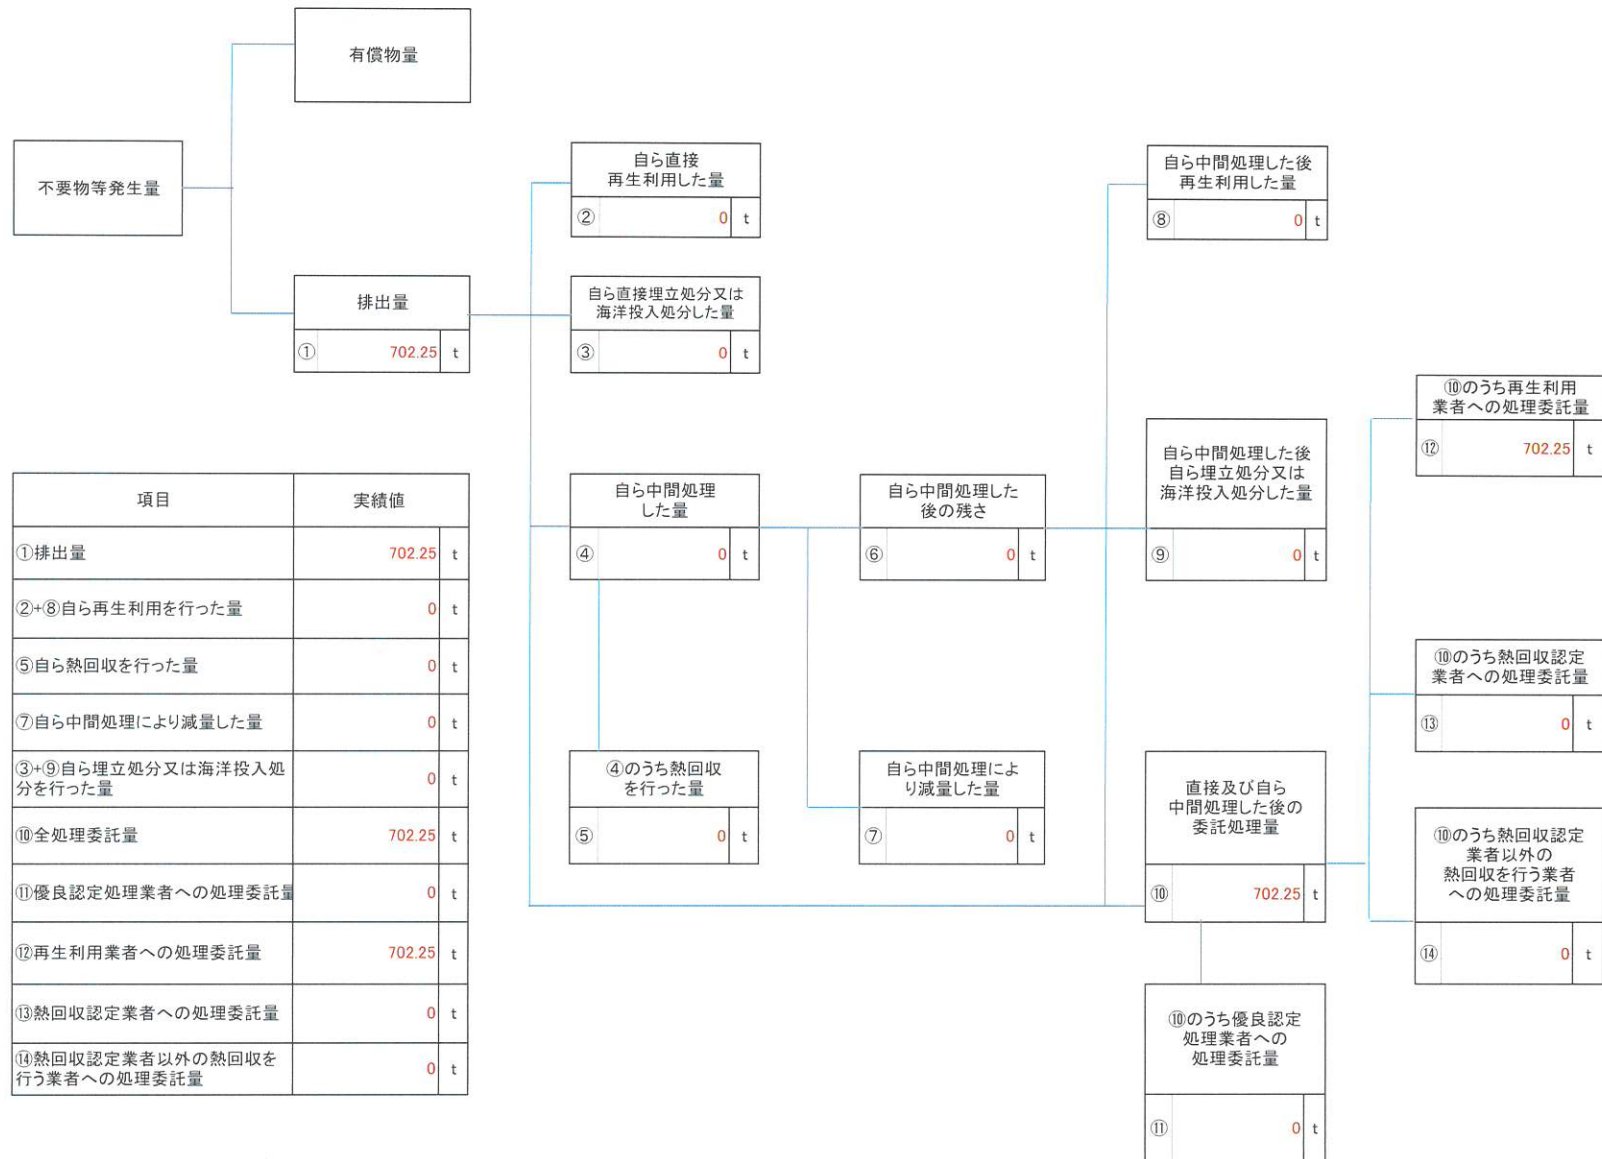 有償物量
不要物等発生量
排出量
① 702.25 t
自ら直接
再生利用した量
② 0 t
自ら直接埋立処分又は
海洋投入処分した量
③ 0 t
自ら中間処理
した量
④ 0 t
④のうち熱回収
を行った量
⑤ 0 t
自ら中間処理した
後の残さ
⑥ 0 t
自ら中間処理によ
り減量した量
⑦ 0 t
自ら中間処理した後
再生利用した量
⑧ 0 t
自ら中間処理した後
自ら埋立処分又は
海洋投入処分した量
⑨ 0 t
直接及び自ら
中間処理した後の
委託処理量
⑩ 702.25 t
⑩のうち優良認定
処理業者への
処理委託量
⑪ 0 t
⑩のうち再生利用
業者への処理委託量
⑫ 702.25 t
⑩のうち熱回収認定
業者への処理委託量
⑬ 0 t
⑩のうち熱回収認定
業者以外の
熱回収を行う業者
への処理委託量
⑭ 0 t
項目 実績値
①排出量 702.25 t
②+⑧自ら再生利用を行った量 0 t
⑤自ら熱回収を行った量 0 t
⑦自ら中間処理により減量した量 0 t
③+⑨自ら埋立処分又は海洋投入処
分を行った量 0 t
⑩全処理委託量 702.25 t
⑪優良認定処理業者への処理委託量 0 t
⑫再生利用業者への処理委託量 702.25 t
⑬熱回収認定業者への処理委託量 0 t
⑭熱回収認定業者以外の熱回収を
行う業者への処理委託量 0 t